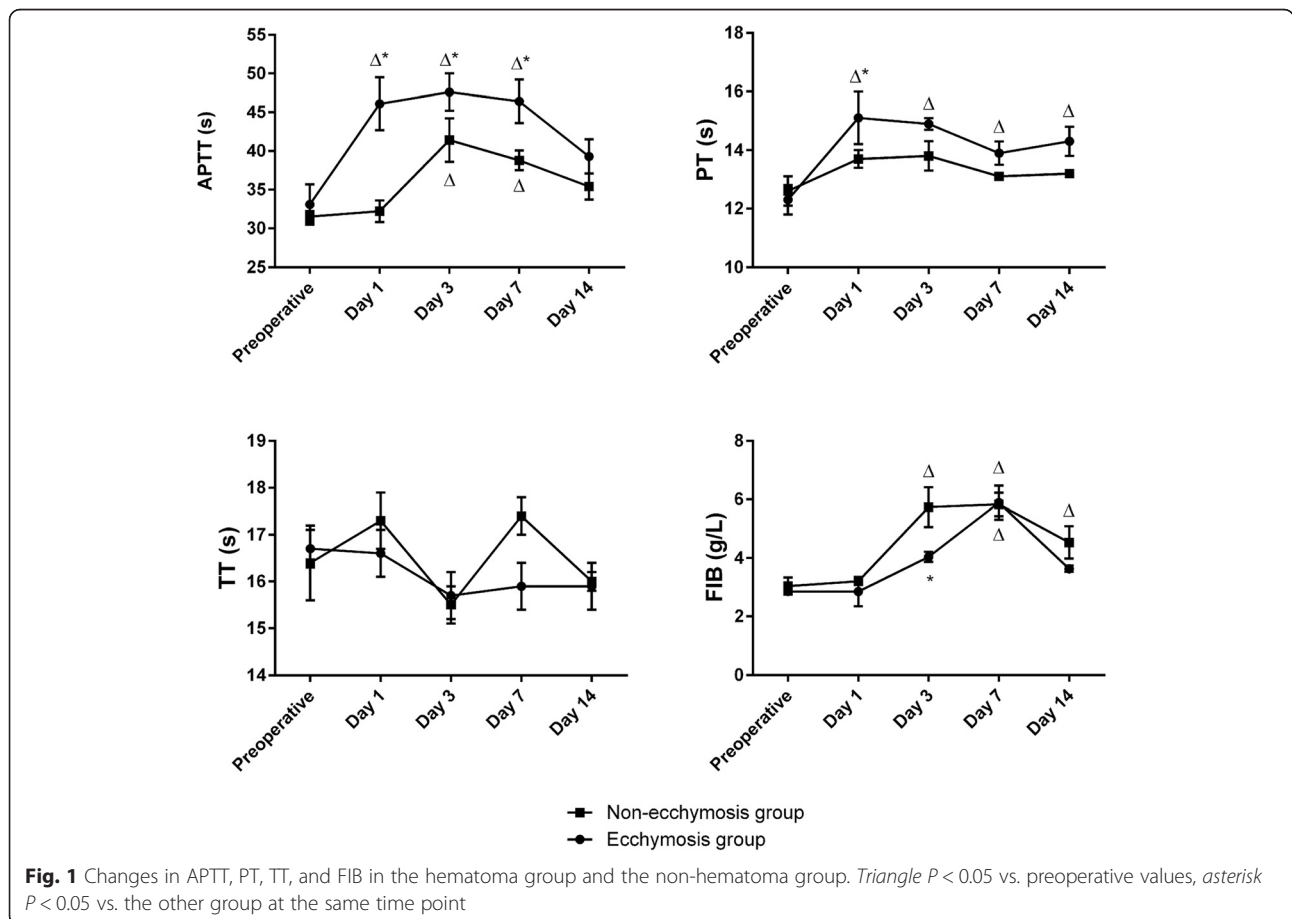 APTT (s)
55
50
45
40
35
30
25
Δ*
Δ*
Δ*
Δ
Δ
Preoperative
Day 1
Day 3
Day 7
Day 14
PT (s)
18
16
14
12
10
Δ*
Δ
Δ
Δ
Preoperative
Day 1
Day 3
Day 7
Day 14
TT (s)
19
18
17
16
15
14
Preoperative
Day 1
Day 3
Day 7
Day 14
FIB (g/L)
8
6
4
2
0
Δ
Δ
Δ
Δ
*
Preoperative
Day 1
Day 3
Day 7
Day 14
Non-ecchymosis group
Ecchymosis group
Fig. 1 Changes in APTT, PT, TT, and FIB in the hematoma group and the non-hematoma group. Triangle P < 0.05 vs. preoperative values, asterisk
P < 0.05 vs. the other group at the same time point